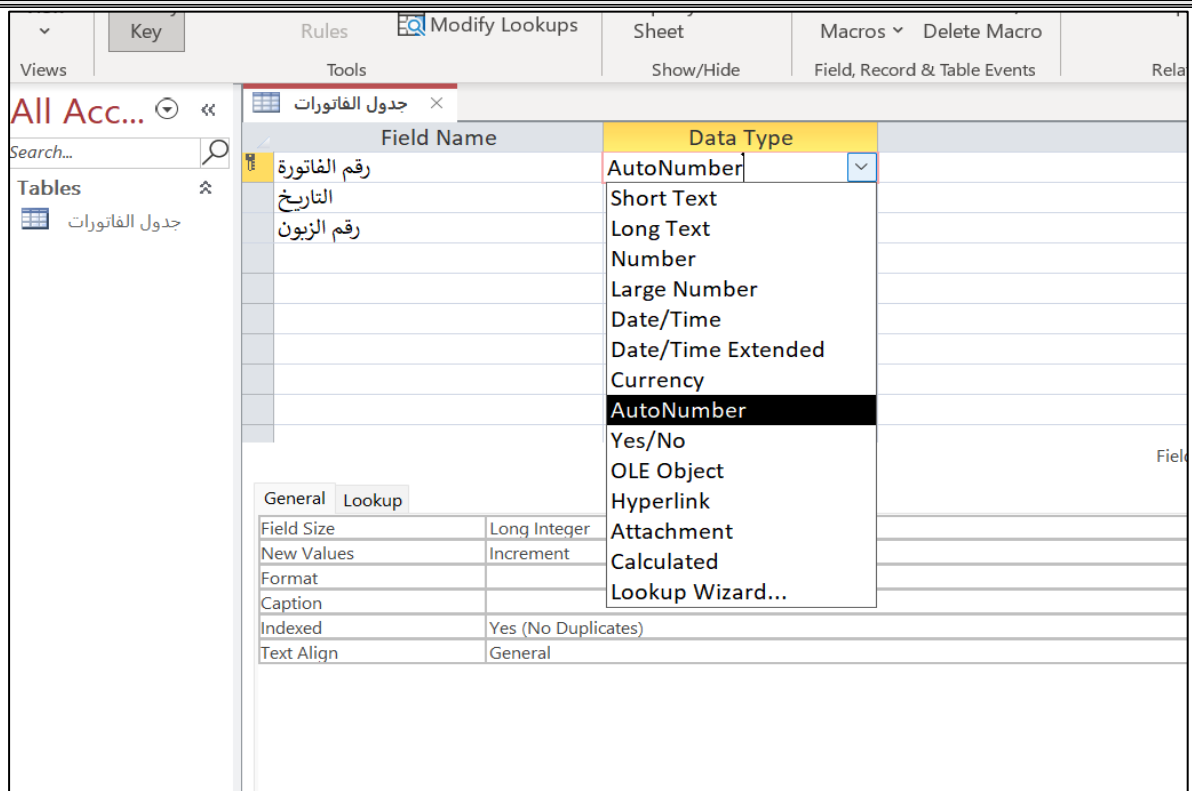 Key
Rules
Modify Lookups
Sheet
Macros
Delete Macro
Views
Tools
Show/Hide
Field, Record & Table Events
All Acc...
Search...
Tables
جدول الفاتورات
جدول الفاتورات
Field Name
Data Type
رقم الفاتورة
AutoNumber
التاريخ
رقم الزبون
Short Text
Long Text
Number
Large Number
Date/Time
Date/Time Extended
Currency
AutoNumber
Yes/No
OLE Object
Hyperlink
Attachment
Calculated
Lookup Wizard...
General
Lookup
Field Size
Long Integer
New Values
Increment
Format
Caption
Indexed
Yes (No Duplicates)
Text Align
General